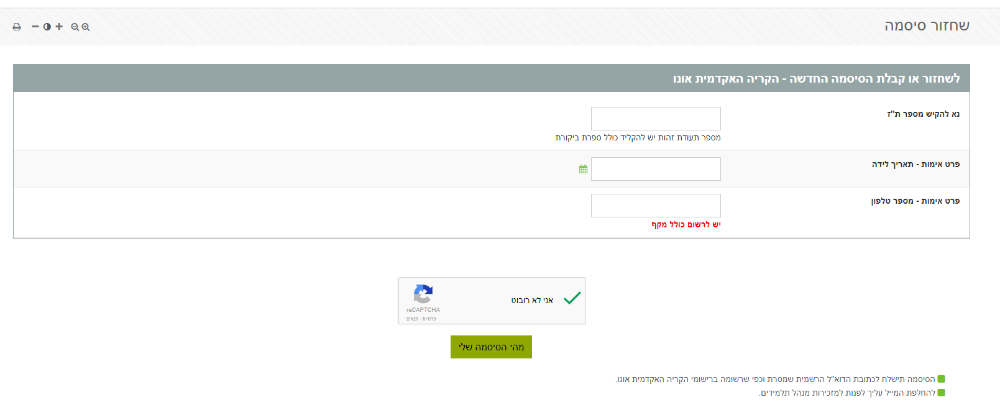 שחזור סיסמה
לשחזור או קבלת הסיסמה החדשה - הקריה האקדמית אונו
נא להקיש מספר ת"ז
מספר תעודת זהות יש להקליד כולל ספרת ביקורת
פרט אימות - תאריך לידה
פרט אימות - מספר טלפון
יש לרשום כולל מקף
אני לא רובוט
reCAPTCHA
פרטיות - תנאים
מהי הסיסמה שלי
הסיסמה תישלח לכתובת הדוא"ל הרשמית שמסרת וכפי שרשומה ברישומי הקריה האקדמית אונו.
להחלפת המייל עליך לפנות למזכירות מנהל תלמידים.